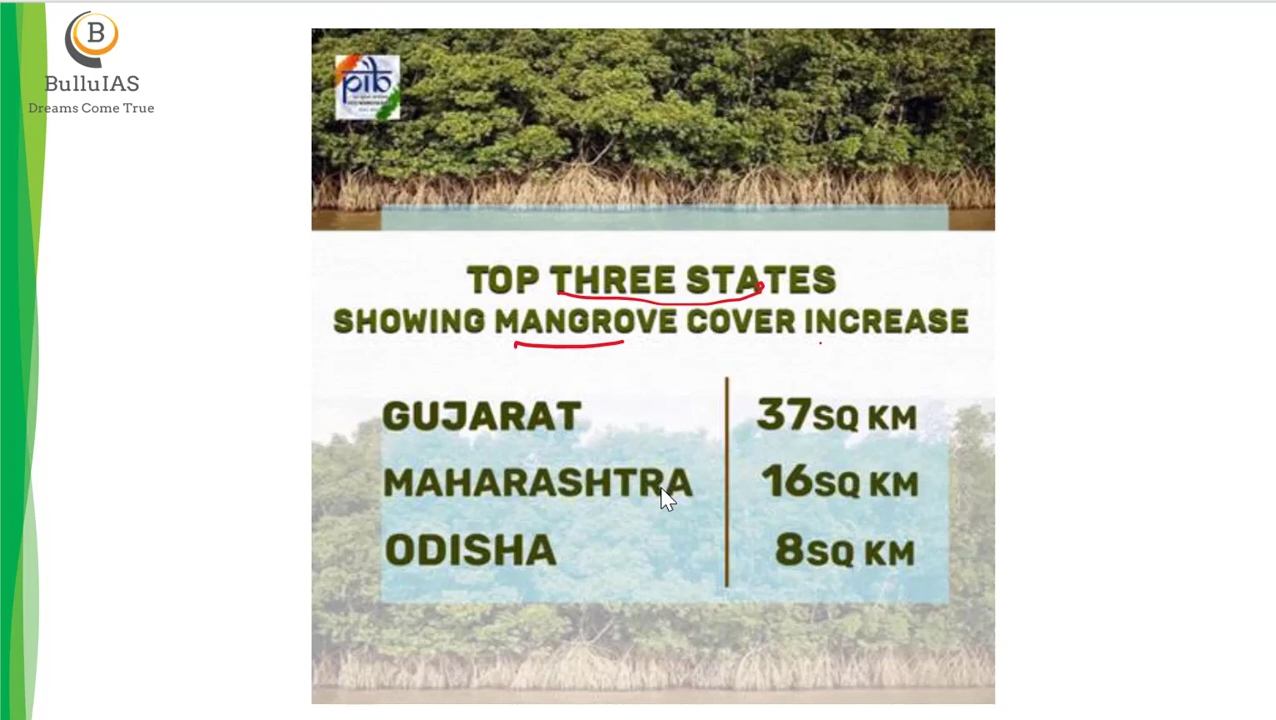 B
BulluIAS
Dreams Come True
pib
TOP THREE STATES
SHOWING MANGROVE COVER INCREASE
GUJARAT 37SQ KM
MAHARASHTRA 16SQ KM
ODISHA 8SQ KM